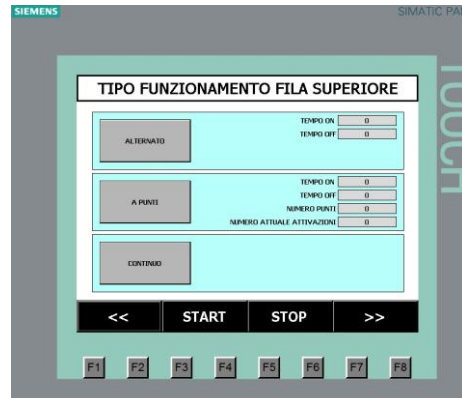 SIEMENS
SIMATIC PA
TOUCH
TIPO FUNZIONAMENTO FILA SUPERIORE
ALTERNATO
TEMPO ON 0
TEMPO OFF 0
A PUNTI
TEMPO ON 0
TEMPO OFF 0
NUMERO PUNTI 0
NUMERO ATTUALE ATTIVAZIONI 0
CONTINUO
<< START STOP >>
F1 F2 F3 F4 F5 F6 F7 F8